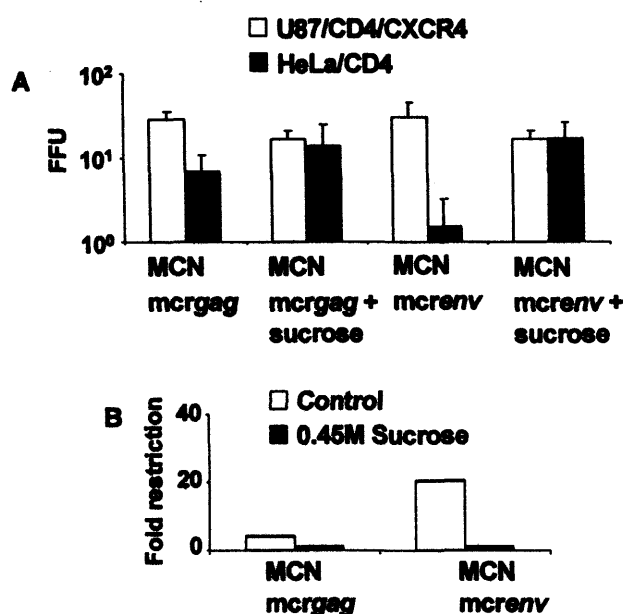 U87/CD4/CXCR4
HeLa/CD4
A
FFU
10²
10¹
10⁰
MCN mcrgag
MCN mcrgag + sucrose
MCN mcrenv
MCN mcrenv + sucrose
B
Control
0.45M Sucrose
Fold restriction
40
20
0
MCN mcrgag
MCN mcrenv